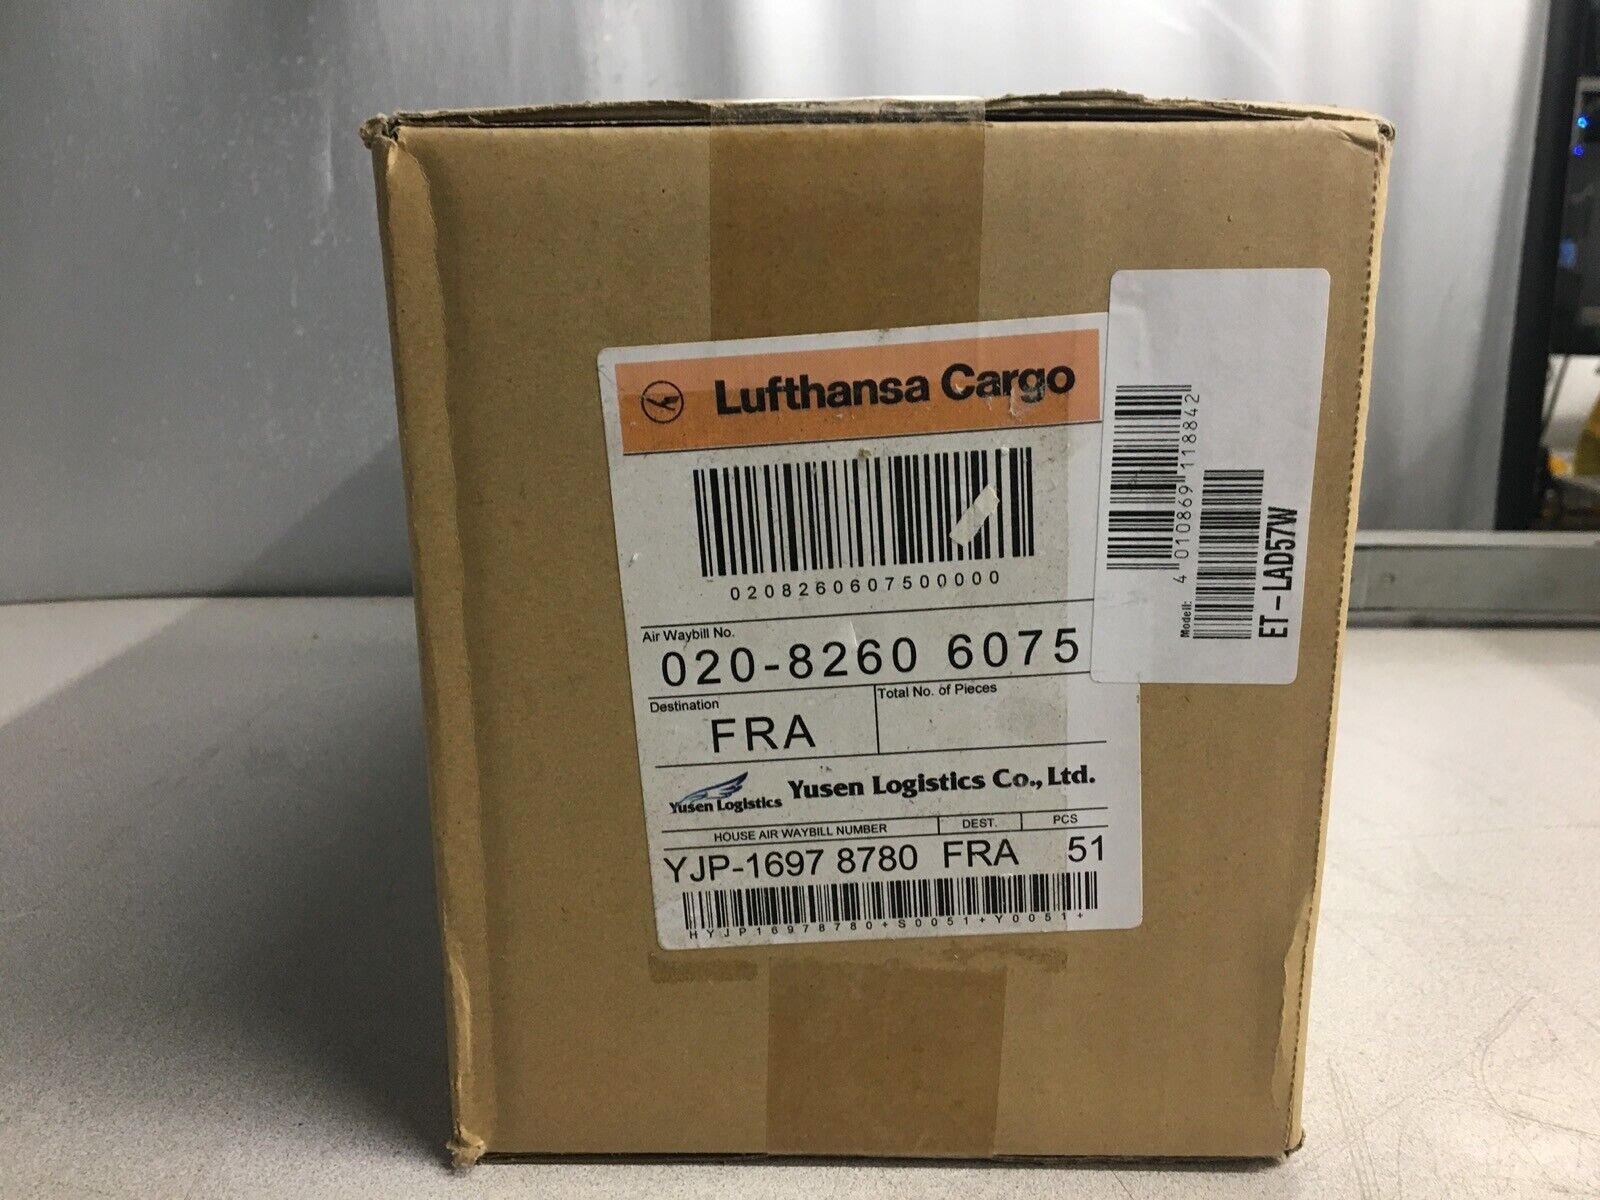 Lufthansa Cargo
020826060 7500000
Air Waybill No.
020-8260 6075
Destination
FRA
Total No. of Pieces
Yusen Logistics
Yusen Logistics Co., Ltd.
HOUSE AIR WAYBILL NUMBER
DEST.
PCS
YJP-1697 8780
FRA
51
HYJP16978780+S0051+Y0051+
4 010869 118842
Modell:
ET-LAD57W